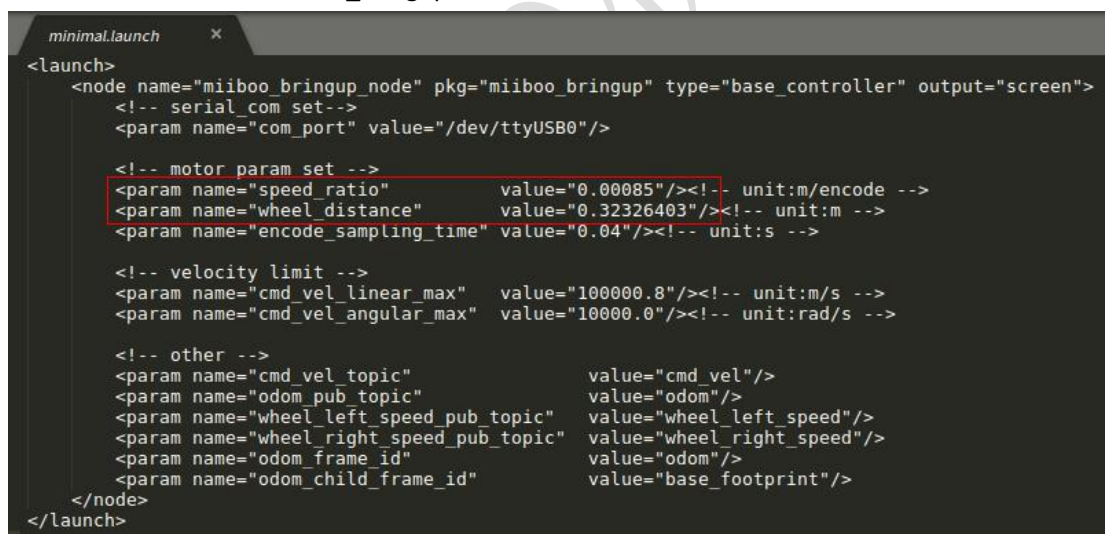 minimal.launch ×
<launch>
    <node name="miiboo_bringup_node" pkg="miiboo_bringup" type="base_controller" output="screen">
        <!-- serial_com set-->
        <param name="com_port" value="/dev/ttyUSB0"/>

        <!-- motor param set -->
        <param name="speed_ratio"          value="0.00085"/><!-- unit:m/encode -->
        <param name="wheel_distance"       value="0.32326403"/><!-- unit:m -->
        <param name="encode_sampling_time" value="0.04"/><!-- unit:s -->

        <!-- velocity limit -->
        <param name="cmd_vel_linear_max"   value="100000.8"/><!-- unit:m/s -->
        <param name="cmd_vel_angular_max"  value="10000.0"/><!-- unit:rad/s -->

        <!-- other -->
        <param name="cmd_vel_topic"                value="cmd_vel"/>
        <param name="odom_pub_topic"               value="odom"/>
        <param name="wheel_left_speed_pub_topic"   value="wheel_left_speed"/>
        <param name="wheel_right_speed_pub_topic"  value="wheel_right_speed"/>
        <param name="odom_frame_id"                value="odom"/>
        <param name="odom_child_frame_id"          value="base_footprint"/>
    </node>
</launch>